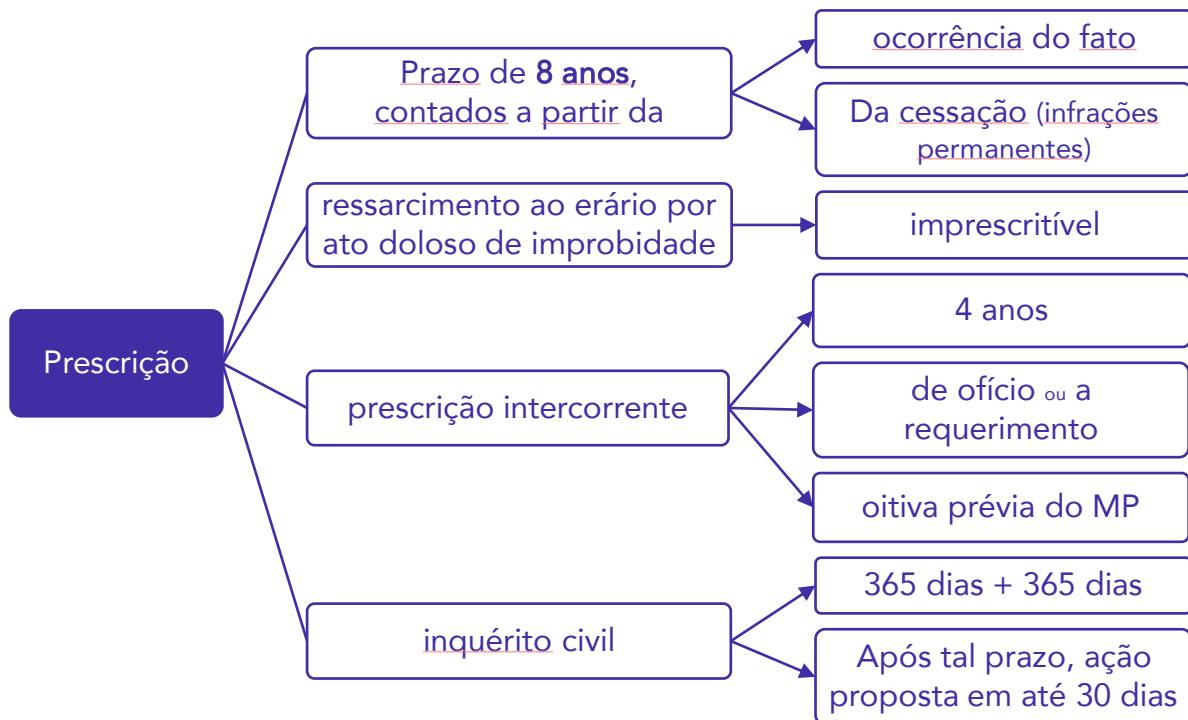 Prescrição
Prazo de 8 anos,
contados a partir da
ocorrência do fato
Da cessação (infrações
permanentes)
ressarcimento ao erário por
ato doloso de improbidade
imprescritível
prescrição intercorrente
4 anos
de ofício ou a
requerimento
oitiva prévia do MP
inquérito civil
365 dias + 365 dias
Após tal prazo, ação
proposta em até 30 dias